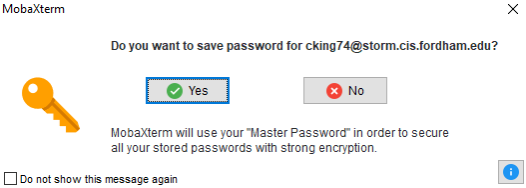 MobaXterm
Do you want to save password for cking74@storm.cis.fordham.edu?
Yes
No
MobaXterm will use your "Master Password" in order to secure
all your stored passwords with strong encryption.
Do not show this message again